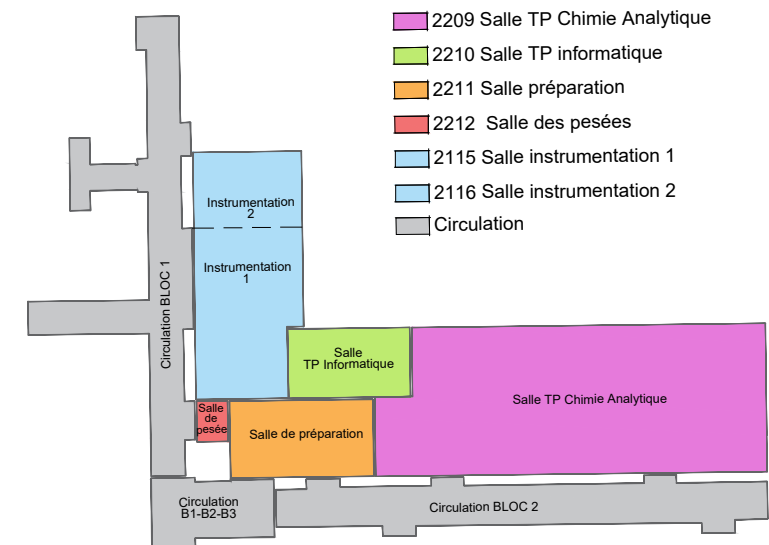 2209 Salle TP Chimie Analytique
2210 Salle TP informatique
2211 Salle préparation
2212 Salle des pesées
2115 Salle instrumentation 1
2116 Salle instrumentation 2
Circulation
Instrumentation
2
Instrumentation
1
Circulation BLOC 1
Salle
TP Informatique
Salle TP Chimie Analytique
Salle
de
pesée
Salle de préparation
Circulation
B1-B2-B3
Circulation BLOC 2